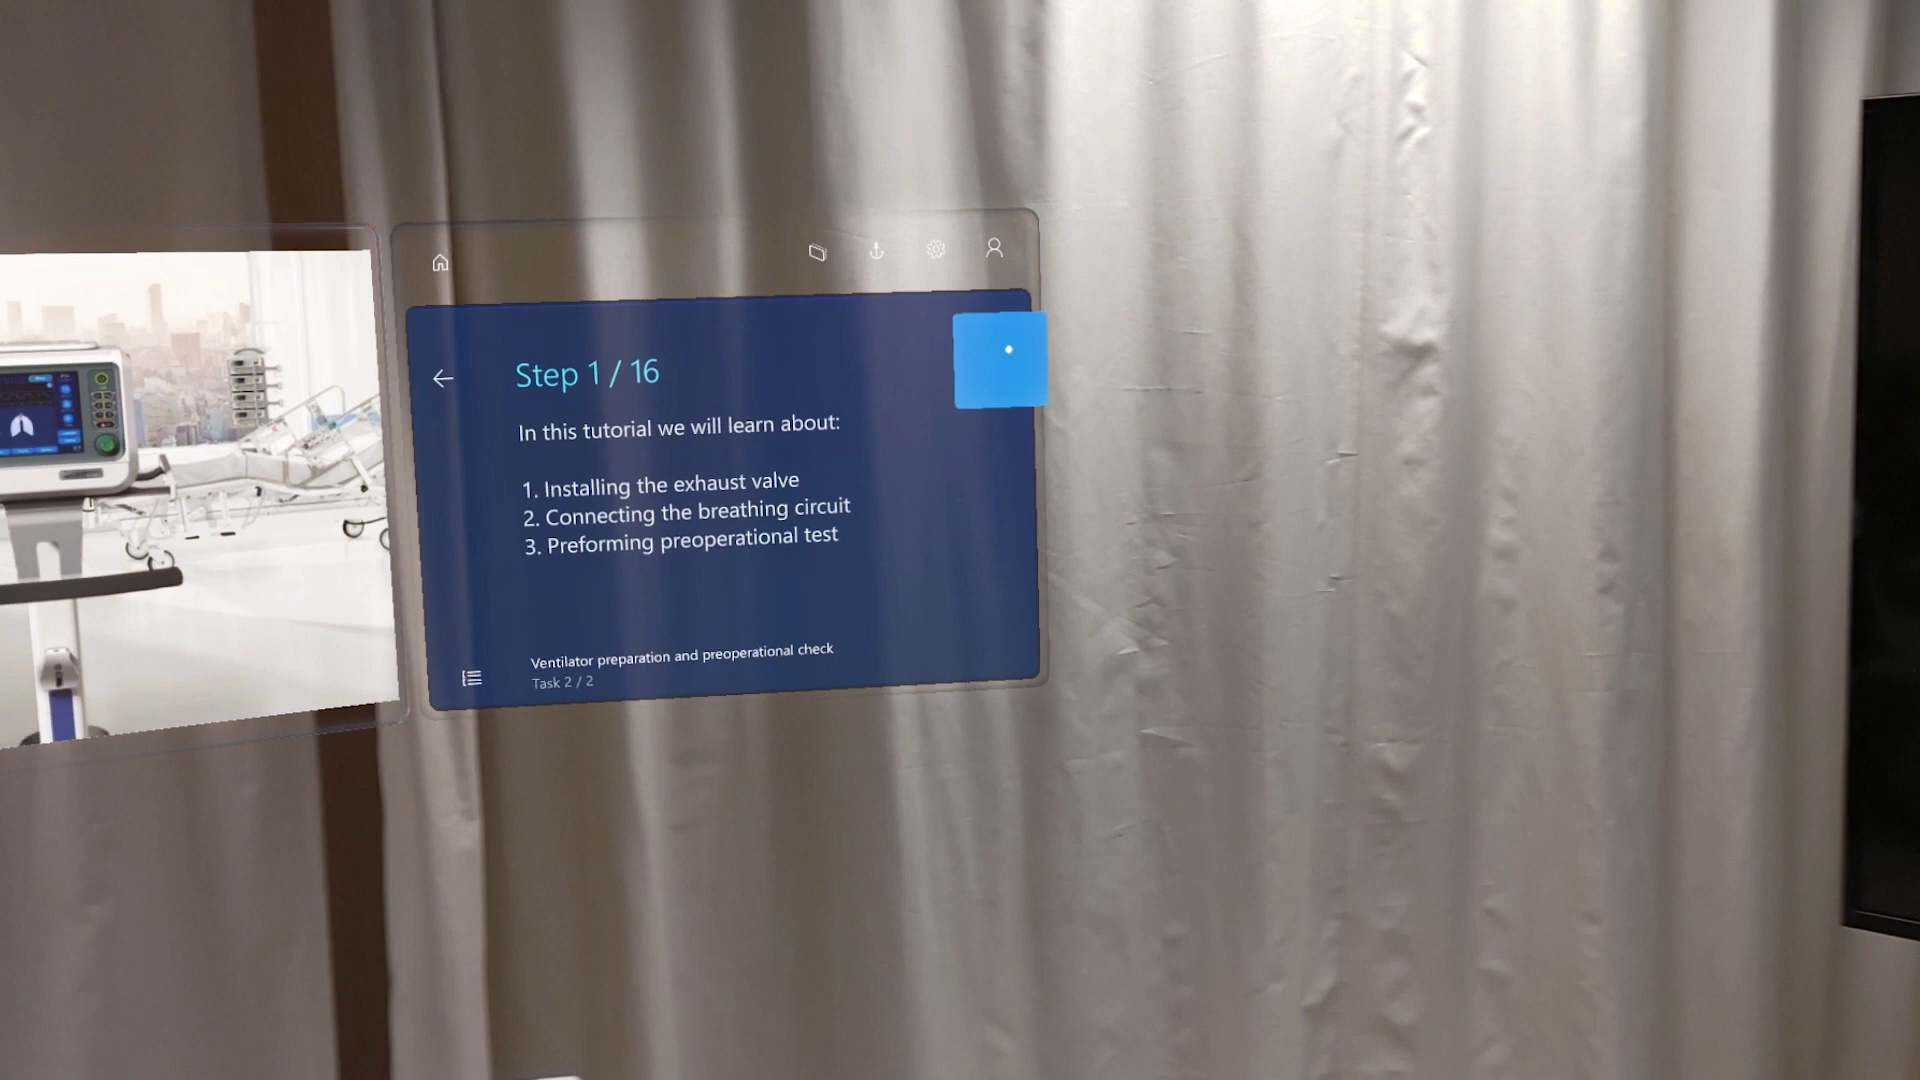 Step 1 / 16
In this tutorial we will learn about:
1. Installing the exhaust valve
2. Connecting the breathing circuit
3. Preforming preoperational test
Ventilator preparation and preoperational check
Task 2 / 2